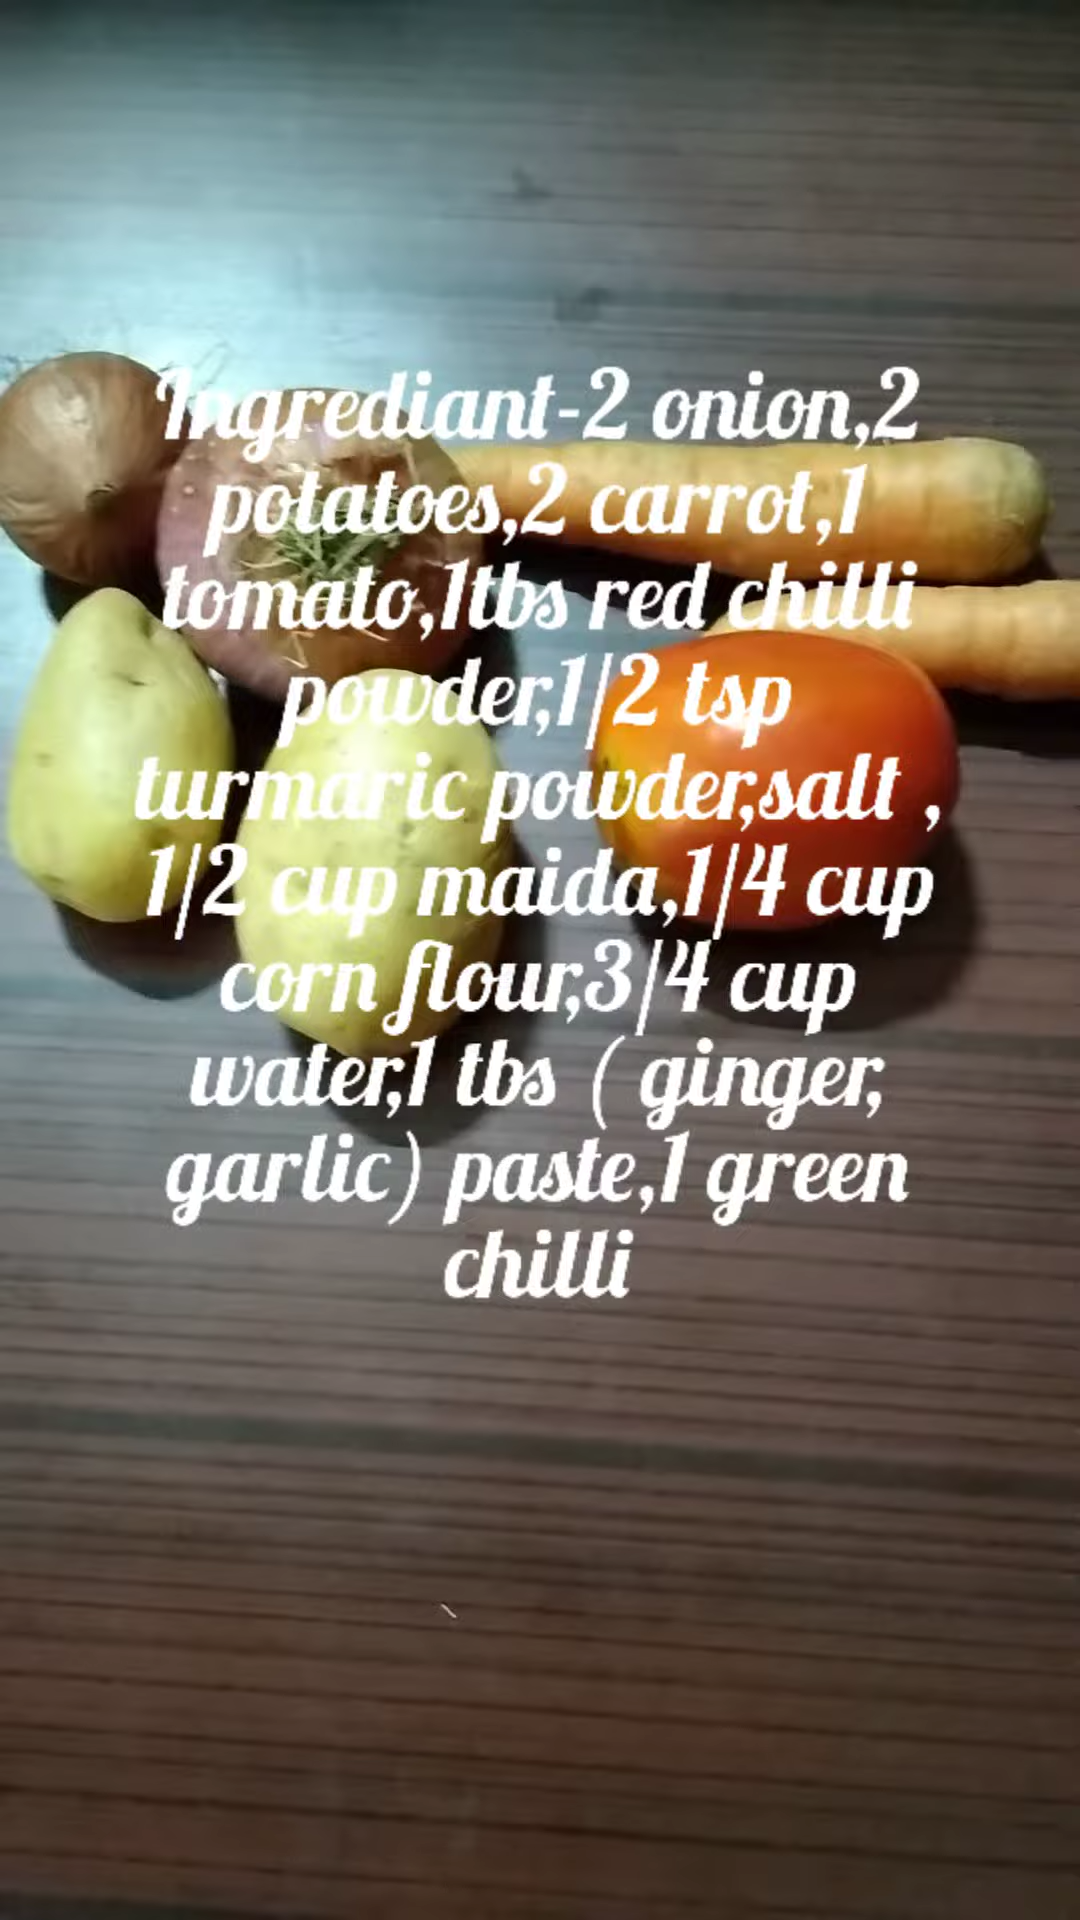 Ingrediant-2 onion,2
potatoes,2 carrot,1
tomato,1tbs red chilli
powder,1/2 tsp
turmaric powder,salt ,
1/2 cup maida,1/4 cup
corn flour,3/4 cup
water,1 tbs ( ginger,
garlic) paste,1 green
chilli